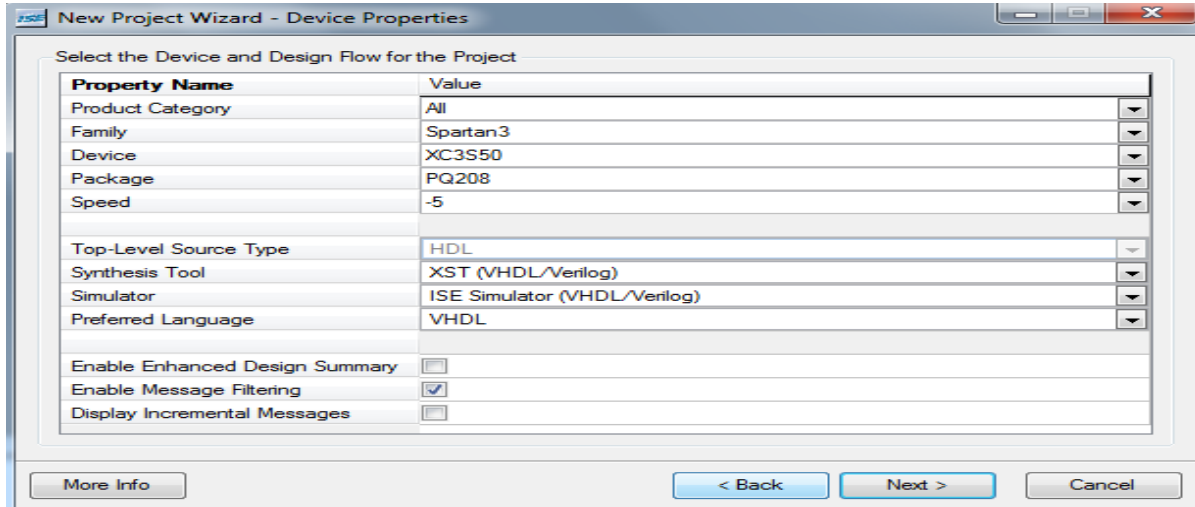 ISE New Project Wizard - Device Properties
Select the Device and Design Flow for the Project
Property Name Value
Product Category All
Family Spartan3
Device XC3S50
Package PQ208
Speed -5
Top-Level Source Type HDL
Synthesis Tool XST (VHDL/Verilog)
Simulator ISE Simulator (VHDL/Verilog)
Preferred Language VHDL
Enable Enhanced Design Summary
Enable Message Filtering
Display Incremental Messages
More Info < Back Next > Cancel